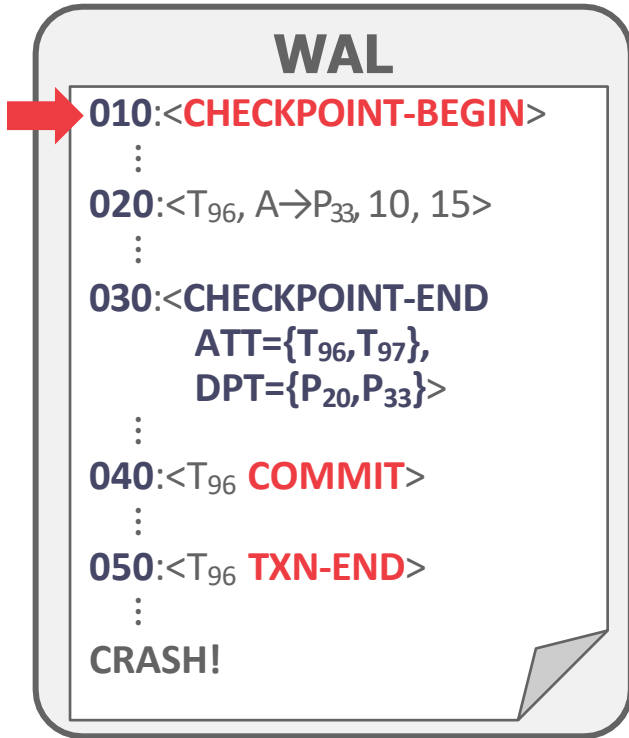 WAL
010:<CHECKPOINT-BEGIN>
⋮
020:<T₉₆, A→P₃₃, 10, 15>
⋮
030:<CHECKPOINT-END
ATT={T₉₆,T₉₇},
DPT={P₂₀,P₃₃}>
⋮
040:<T₉₆ COMMIT>
⋮
050:<T₉₆ TXN-END>
⋮
CRASH!